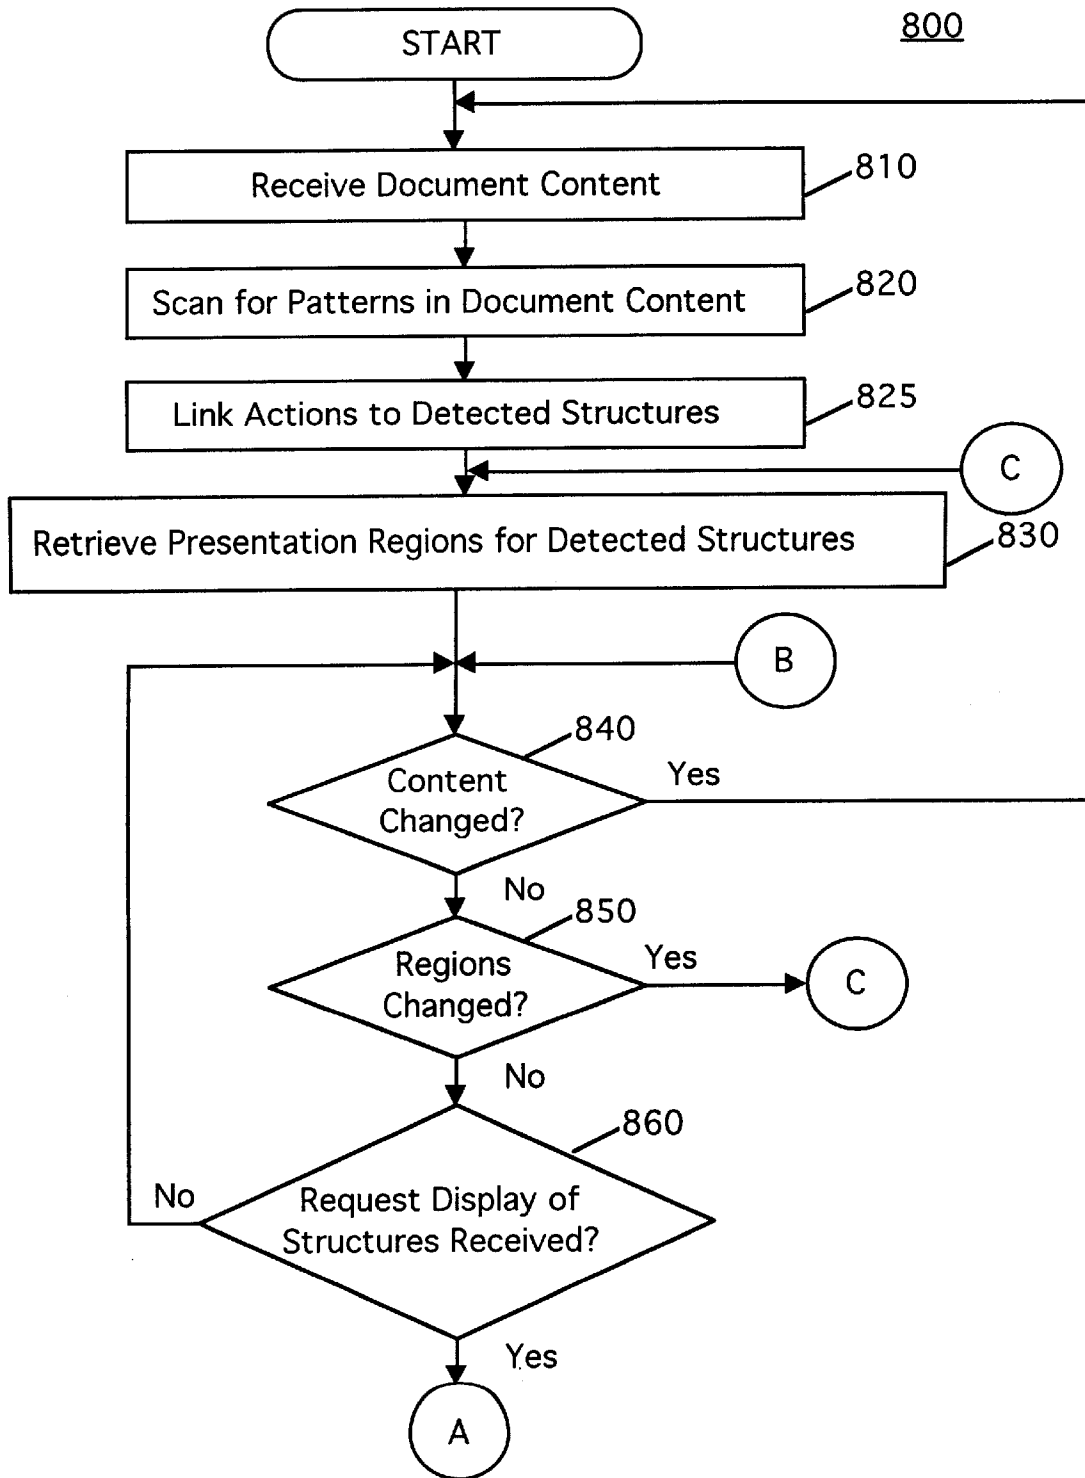 START
800
Receive Document Content
810
Scan for Patterns in Document Content
820
Link Actions to Detected Structures
825
C
Retrieve Presentation Regions for Detected Structures
830
B
840
Content
Changed?
Yes
No
850
Regions
Changed?
Yes
C
No
860
Request Display of
Structures Received?
No
Yes
A